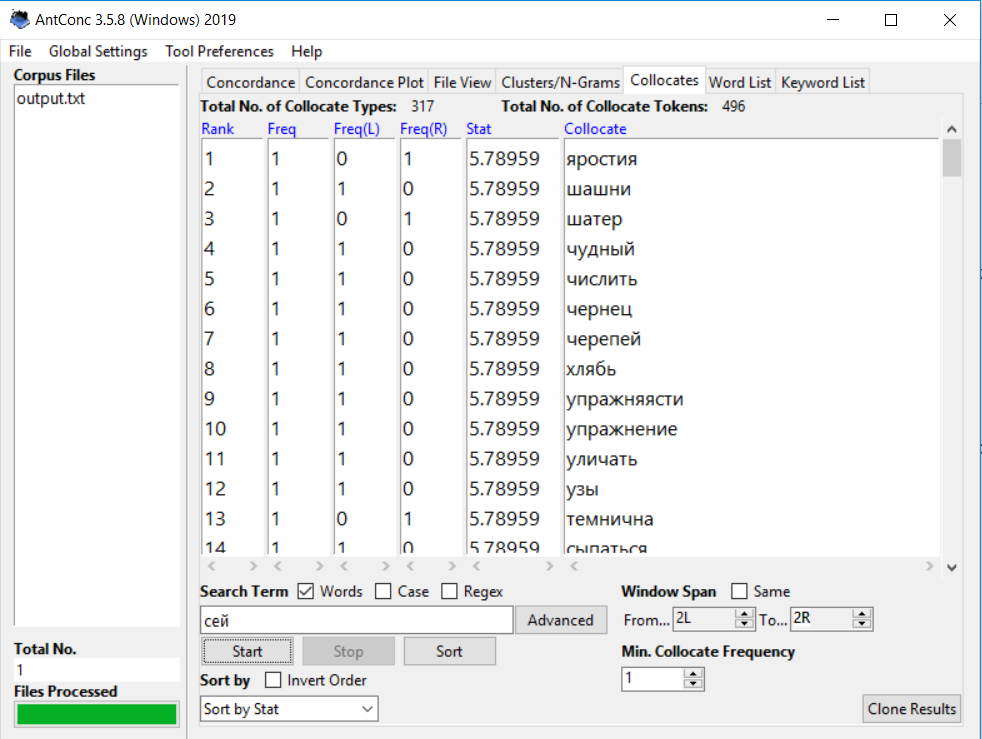 AntConc 3.5.8 (Windows) 2019
File Global Settings Tool Preferences Help
Corpus Files
output.txt
Concordance Concordance Plot File View Clusters/N-Grams Collocates Word List Keyword List
Total No. of Collocate Types: 317 Total No. of Collocate Tokens: 496
Rank Freq Freq(L) Freq(R) Stat Collocate
1 1 0 1 5.78959 яростия
2 1 1 0 5.78959 шашни
3 1 0 1 5.78959 шатер
4 1 1 0 5.78959 чудный
5 1 1 0 5.78959 числить
6 1 1 0 5.78959 чернец
7 1 1 0 5.78959 черепей
8 1 1 0 5.78959 хлябь
9 1 1 0 5.78959 упражняясти
10 1 1 0 5.78959 упражнение
11 1 1 0 5.78959 уличать
12 1 1 0 5.78959 узы
13 1 0 1 5.78959 темнична
14 1 1 0 5.78959 сыпаться
Search Term Words Case Regex Window Span Same
сей Advanced From... 2L To... 2R
Start Stop Sort Min. Collocate Frequency
Sort by Invert Order 1
Sort by Stat Clone Results
Total No.
1
Files Processed